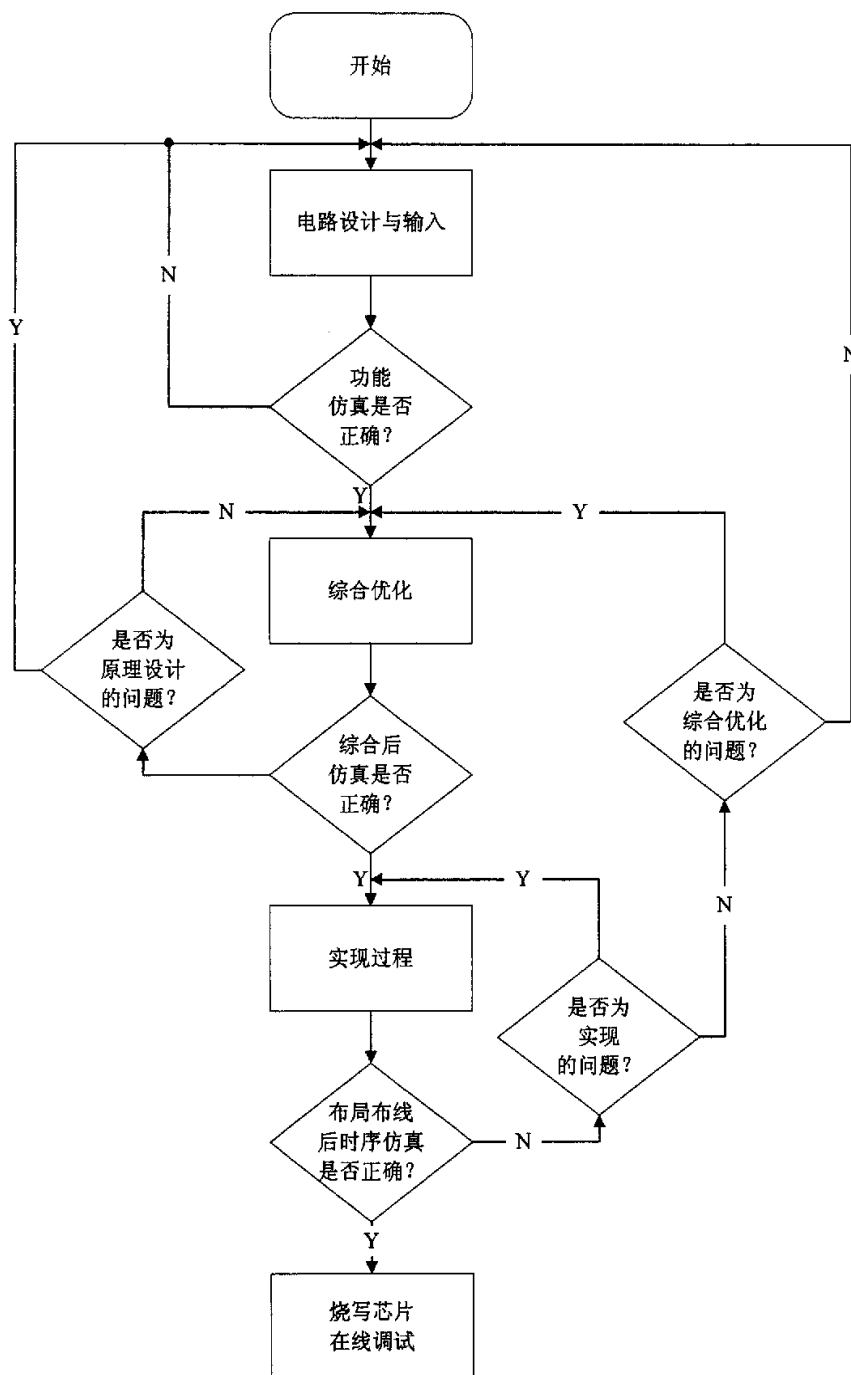 开始
电路设计与输入
N
Y
N
功能
仿真是否
正确？
Y
N
Y
综合优化
是否为
原理设计
的问题？
是否为
综合优化
的问题？
综合后
仿真是否
正确？
Y
Y
N
实现过程
是否为
实现
的问题？
布局布线
后时序仿真
是否正确？
N
Y
烧写芯片
在线调试